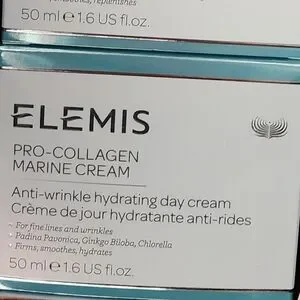 replenishes
50 ml ℮ 1.6 US fl.oz.
ELEMIS
PRO-COLLAGEN
MARINE CREAM
Anti-wrinkle hydrating day cream
Crème de jour hydratante anti-rides
• For fine lines and wrinkles
• Padina Pavonica, Ginkgo Biloba, Chlorella
• Firms, smoothes, hydrates
50 ml ℮ 1.6 US fl.oz.